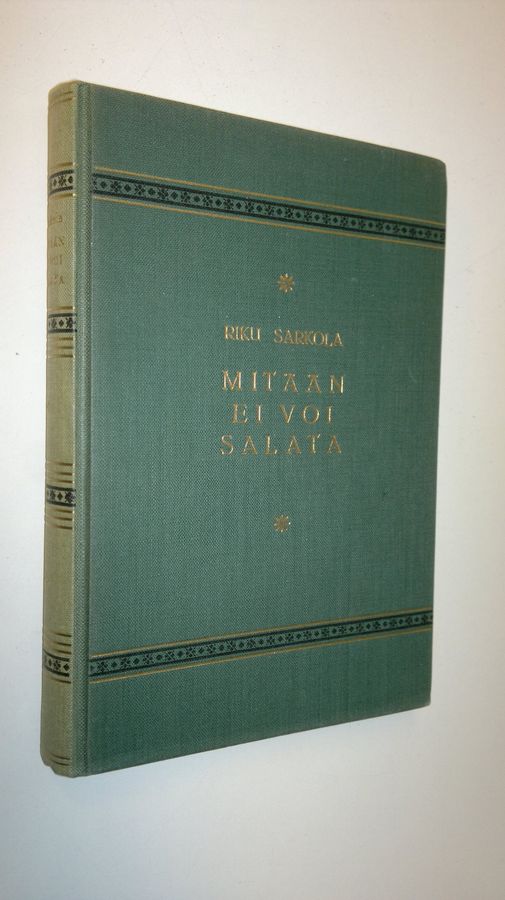 RIKU SARKOLA
MITÄÄN
EI VOI
SALATA